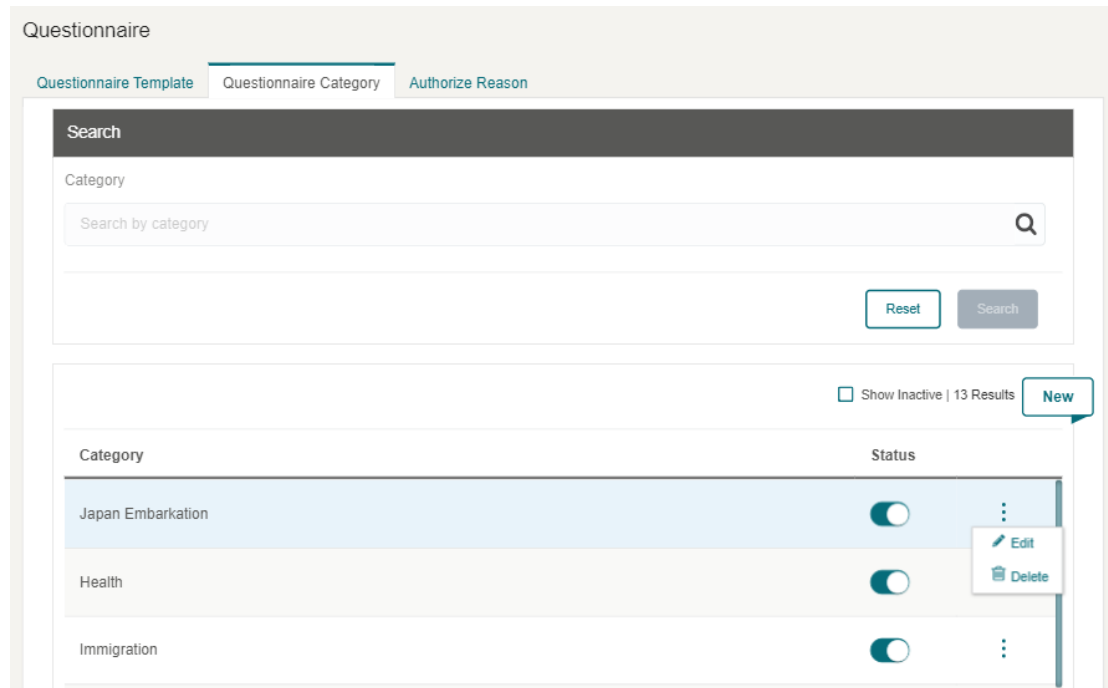 Questionnaire
Questionnaire Template Questionnaire Category Authorize Reason
Search
Category
Search by category
Reset Search
Show Inactive | 13 Results New
Category Status
Japan Embarkation
Edit
Health
Delete
Immigration